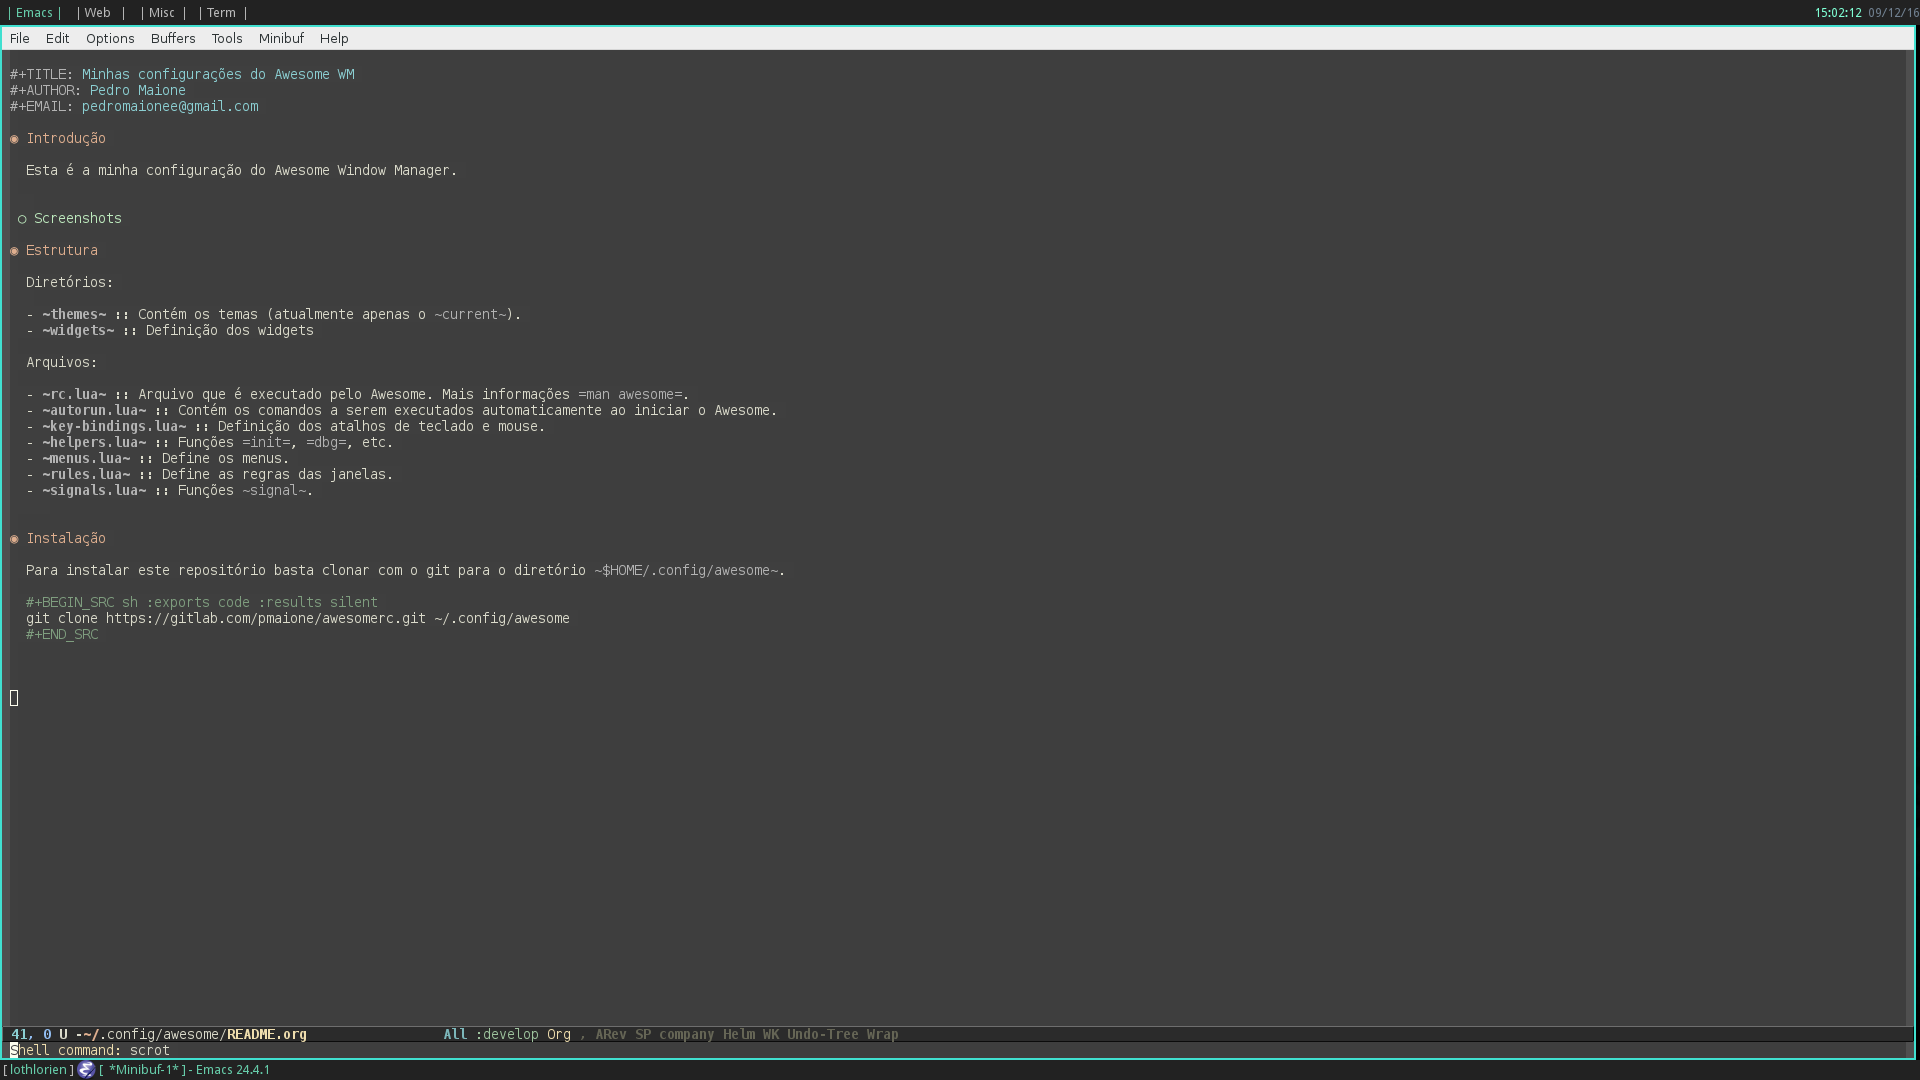 | Emacs | | Web | | Misc | | Term | 15:02:12 09/12/16
File Edit Options Buffers Tools Minibuf Help
#+TITLE: Minhas configurações do Awesome WM
#+AUTHOR: Pedro Maione
#+EMAIL: pedromaionee@gmail.com
◉ Introdução
Esta é a minha configuração do Awesome Window Manager.
○ Screenshots
◉ Estrutura
Diretórios:
- ~themes~ :: Contém os temas (atualmente apenas o ~current~).
- ~widgets~ :: Definição dos widgets
Arquivos:
- ~rc.lua~ :: Arquivo que é executado pelo Awesome. Mais informações =man awesome=.
- ~autorun.lua~ :: Contém os comandos a serem executados automaticamente ao iniciar o Awesome.
- ~key-bindings.lua~ :: Definição dos atalhos de teclado e mouse.
- ~helpers.lua~ :: Funções =init=, =dbg=, etc.
- ~menus.lua~ :: Define os menus.
- ~rules.lua~ :: Define as regras das janelas.
- ~signals.lua~ :: Funções ~signal~.
◉ Instalação
Para instalar este repositório basta clonar com o git para o diretório ~$HOME/.config/awesome~.
#+BEGIN_SRC sh :exports code :results silent
git clone https://gitlab.com/pmaione/awesomerc.git ~/.config/awesome
#+END_SRC
41, 0 U -~/.config/awesome/README.org All :develop Org , ARev SP company Helm WK Undo-Tree Wrap
Shell command: scrot
[ lothlorien ] [ *Minibuf-1* ] - Emacs 24.4.1